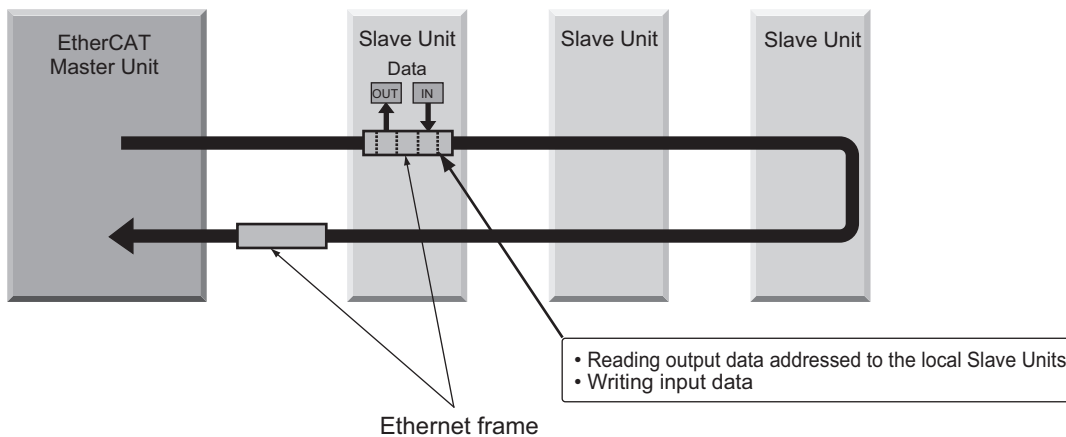 EtherCAT
Master Unit
Slave Unit
Data
OUT
IN
Slave Unit
Slave Unit
• Reading output data addressed to the local Slave Units
• Writing input data
Ethernet frame